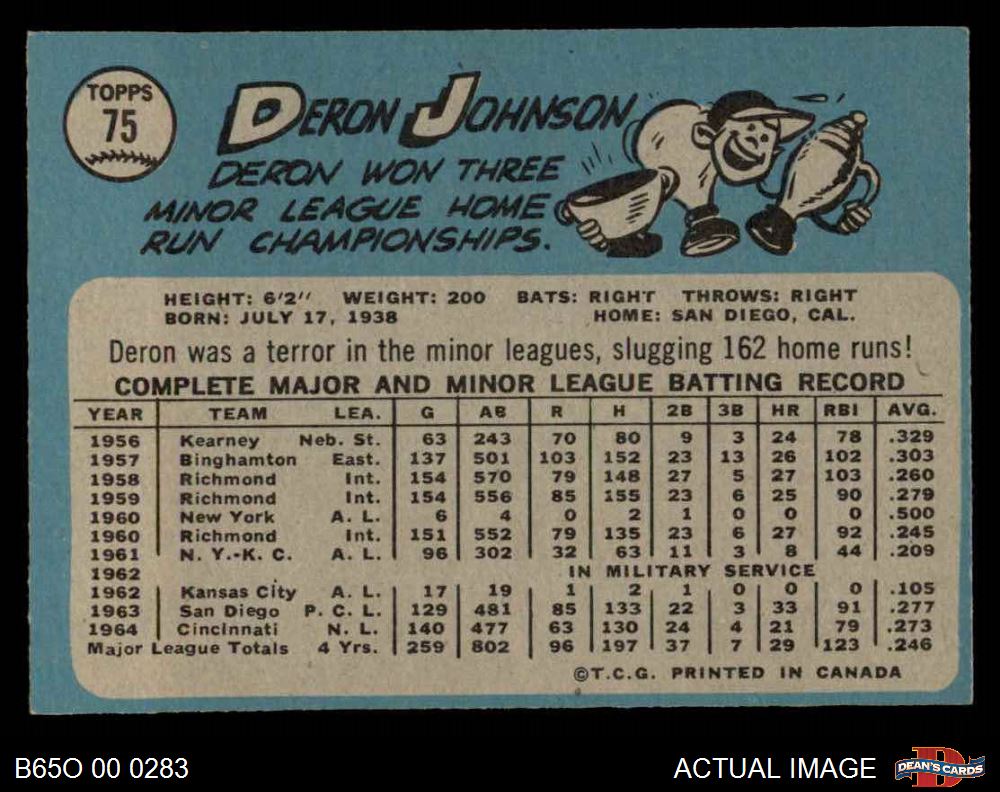 TOPPS
75
DERON JOHNSON
DERON WON THREE
MINOR LEAGUE HOME
RUN CHAMPIONSHIPS.
HEIGHT: 6'2" WEIGHT: 200 BATS: RIGHT THROWS: RIGHT
BORN: JULY 17, 1938 HOME: SAN DIEGO, CAL.
Deron was a terror in the minor leagues, slugging 162 home runs!
COMPLETE MAJOR AND MINOR LEAGUE BATTING RECORD
YEAR TEAM LEA. G AB R H 2B 3B HR RBI AVG.
1956 Kearney Neb. St. 63 243 70 80 9 3 24 78 .329
1957 Binghamton East. 137 501 103 152 23 13 26 102 .303
1958 Richmond Int. 154 570 79 148 27 5 27 103 .260
1959 Richmond Int. 154 556 85 155 23 6 25 90 .279
1960 New York A. L. 6 4 0 2 1 0 0 0 .500
1960 Richmond Int. 151 552 79 135 23 6 27 92 .245
1961 N. Y.-K. C. A. L. 96 302 32 63 11 3 8 44 .209
1962 IN MILITARY SERVICE
1962 Kansas City A. L. 17 19 1 2 1 0 0 0 .105
1963 San Diego P. C. L. 129 481 85 133 22 3 33 91 .277
1964 Cincinnati N. L. 140 477 63 130 24 4 21 79 .273
Major League Totals 4 Yrs. 259 802 96 197 37 7 29 123 .246
©T.C.G. PRINTED IN CANADA
B65O 00 0283 ACTUAL IMAGE DEAN'S CARDS